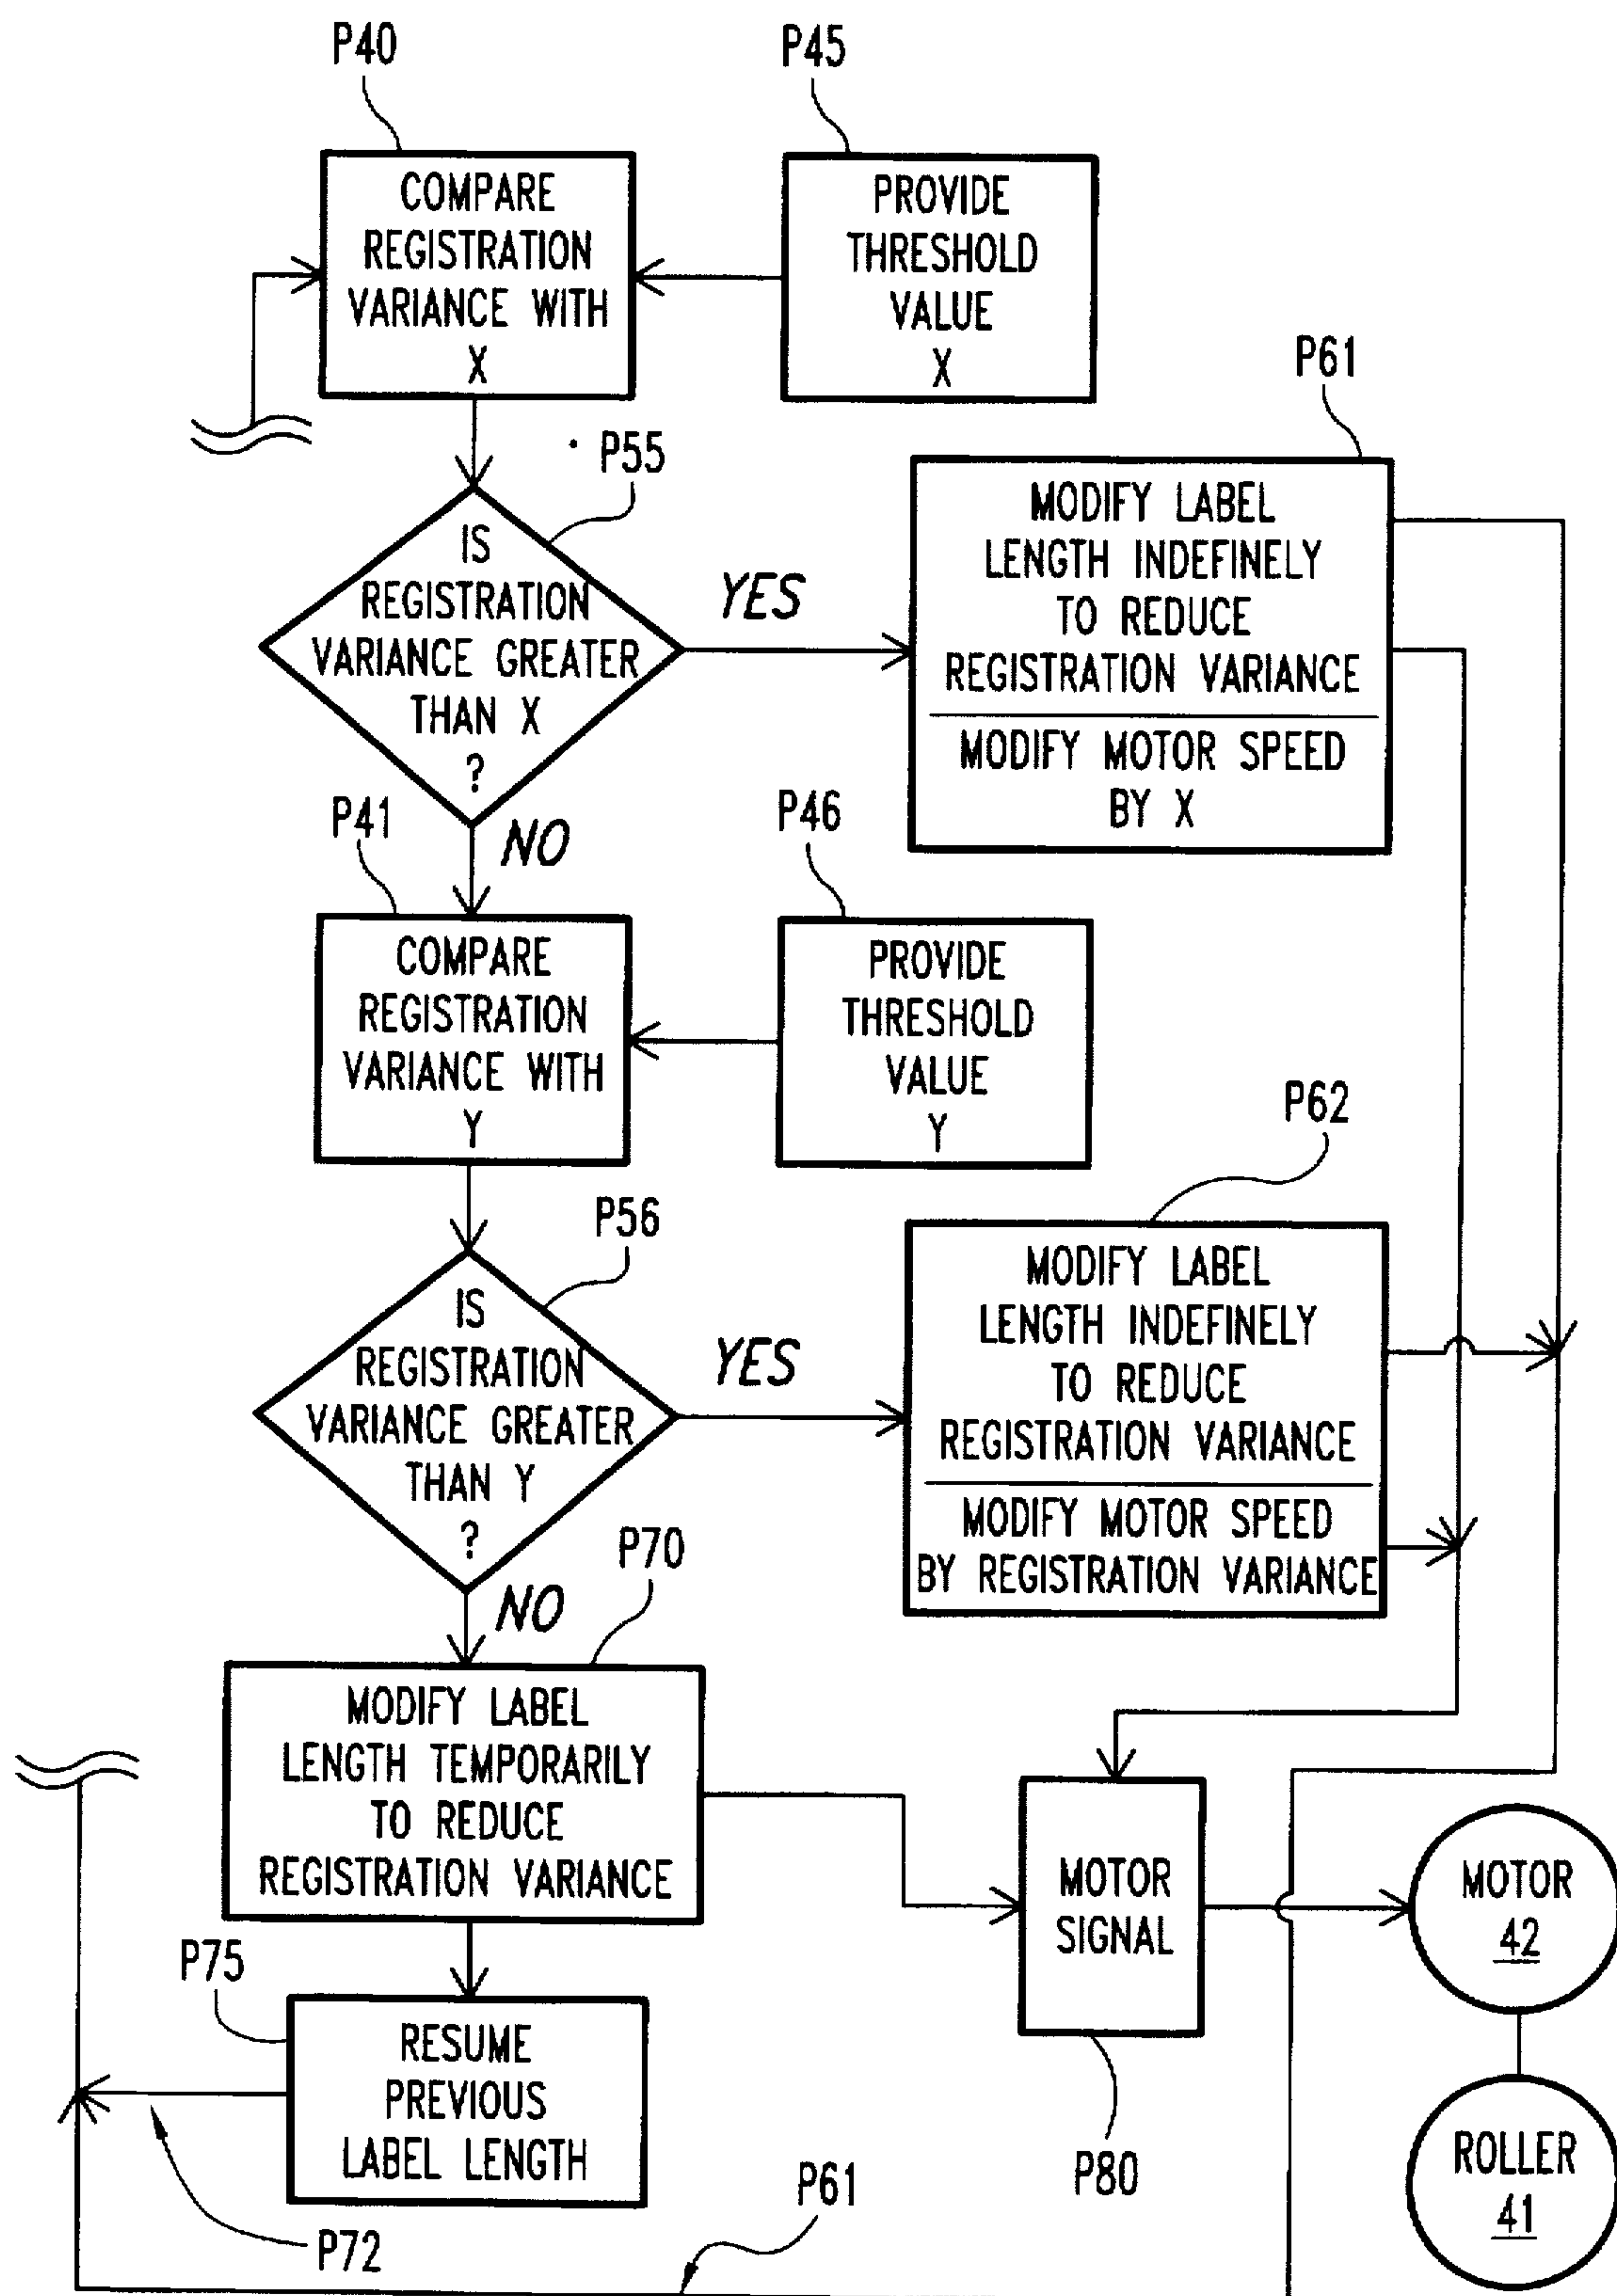 P40
P45
COMPARE
REGISTRATION
VARIANCE WITH
X
PROVIDE
THRESHOLD
VALUE
X
P55
P61
IS
REGISTRATION
VARIANCE GREATER
THAN X
?
YES
MODIFY LABEL
LENGTH INDEFINELY
TO REDUCE
REGISTRATION VARIANCE
MODIFY MOTOR SPEED
BY X
NO
P41
P46
COMPARE
REGISTRATION
VARIANCE WITH
Y
PROVIDE
THRESHOLD
VALUE
Y
P56
P62
IS
REGISTRATION
VARIANCE GREATER
THAN Y
?
YES
MODIFY LABEL
LENGTH INDEFINELY
TO REDUCE
REGISTRATION VARIANCE
MODIFY MOTOR SPEED
BY REGISTRATION VARIANCE
NO
P70
MODIFY LABEL
LENGTH TEMPORARILY
TO REDUCE
REGISTRATION VARIANCE
MOTOR
SIGNAL
MOTOR
42
P75
RESUME
PREVIOUS
LABEL LENGTH
P80
ROLLER
41
P72
P61